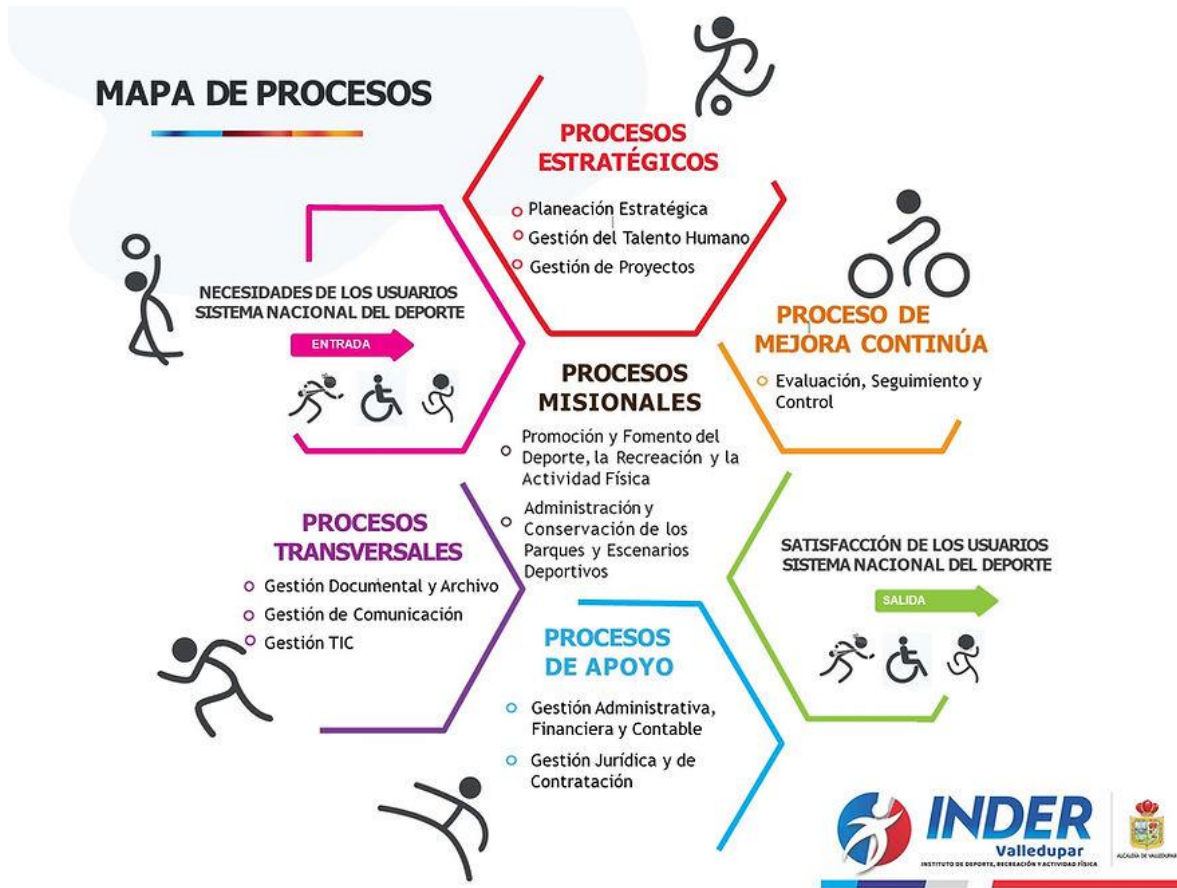 MAPA DE PROCESOS
PROCESOS
ESTRATÉGICOS
Planeación Estratégica
Gestión del Talento Humano
Gestión de Proyectos
NECESIDADES DE LOS USUARIOS
SISTEMA NACIONAL DEL DEPORTE
ENTRADA
PROCESO DE
MEJORA CONTINÚA
Evaluación, Seguimiento y
Control
PROCESOS
MISIONALES
Promoción y Fomento del
Deporte, la Recreación y la
Actividad Física
Administración y
Conservación de los
Parques y Escenarios
Deportivos
PROCESOS
TRANSVERSALES
Gestión Documental y Archivo
Gestión de Comunicación
Gestión TIC
SATISFACCIÓN DE LOS USUARIOS
SISTEMA NACIONAL DEL DEPORTE
SALIDA
PROCESOS
DE APOYO
Gestión Administrativa,
Financiera y Contable
Gestión Jurídica y de
Contratación
INDER
Valledupar
INSTITUTO DE DEPORTE, RECREACIÓN Y ACTIVIDAD FÍSICA
ALCALDÍA DE VALLEDUPAR